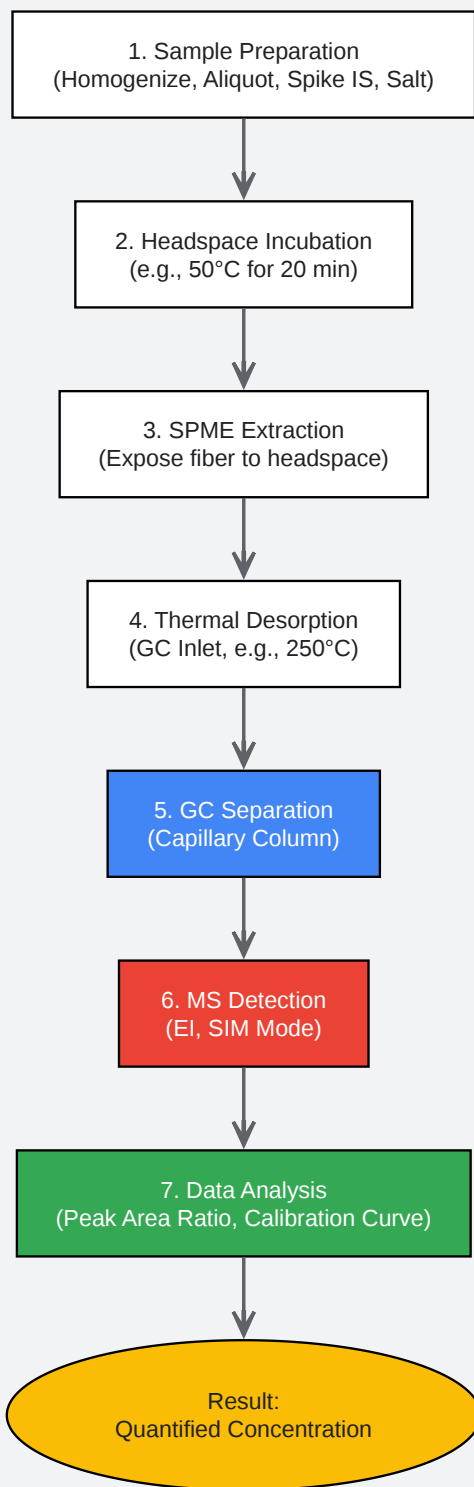 1. Sample Preparation
(Homogenize, Aliquot, Spike IS, Salt)
2. Headspace Incubation
(e.g., 50°C for 20 min)
3. SPME Extraction
(Expose fiber to headspace)
4. Thermal Desorption
(GC Inlet, e.g., 250°C)
5. GC Separation
(Capillary Column)
6. MS Detection
(EI, SIM Mode)
7. Data Analysis
(Peak Area Ratio, Calibration Curve)
Result:
Quantified Concentration